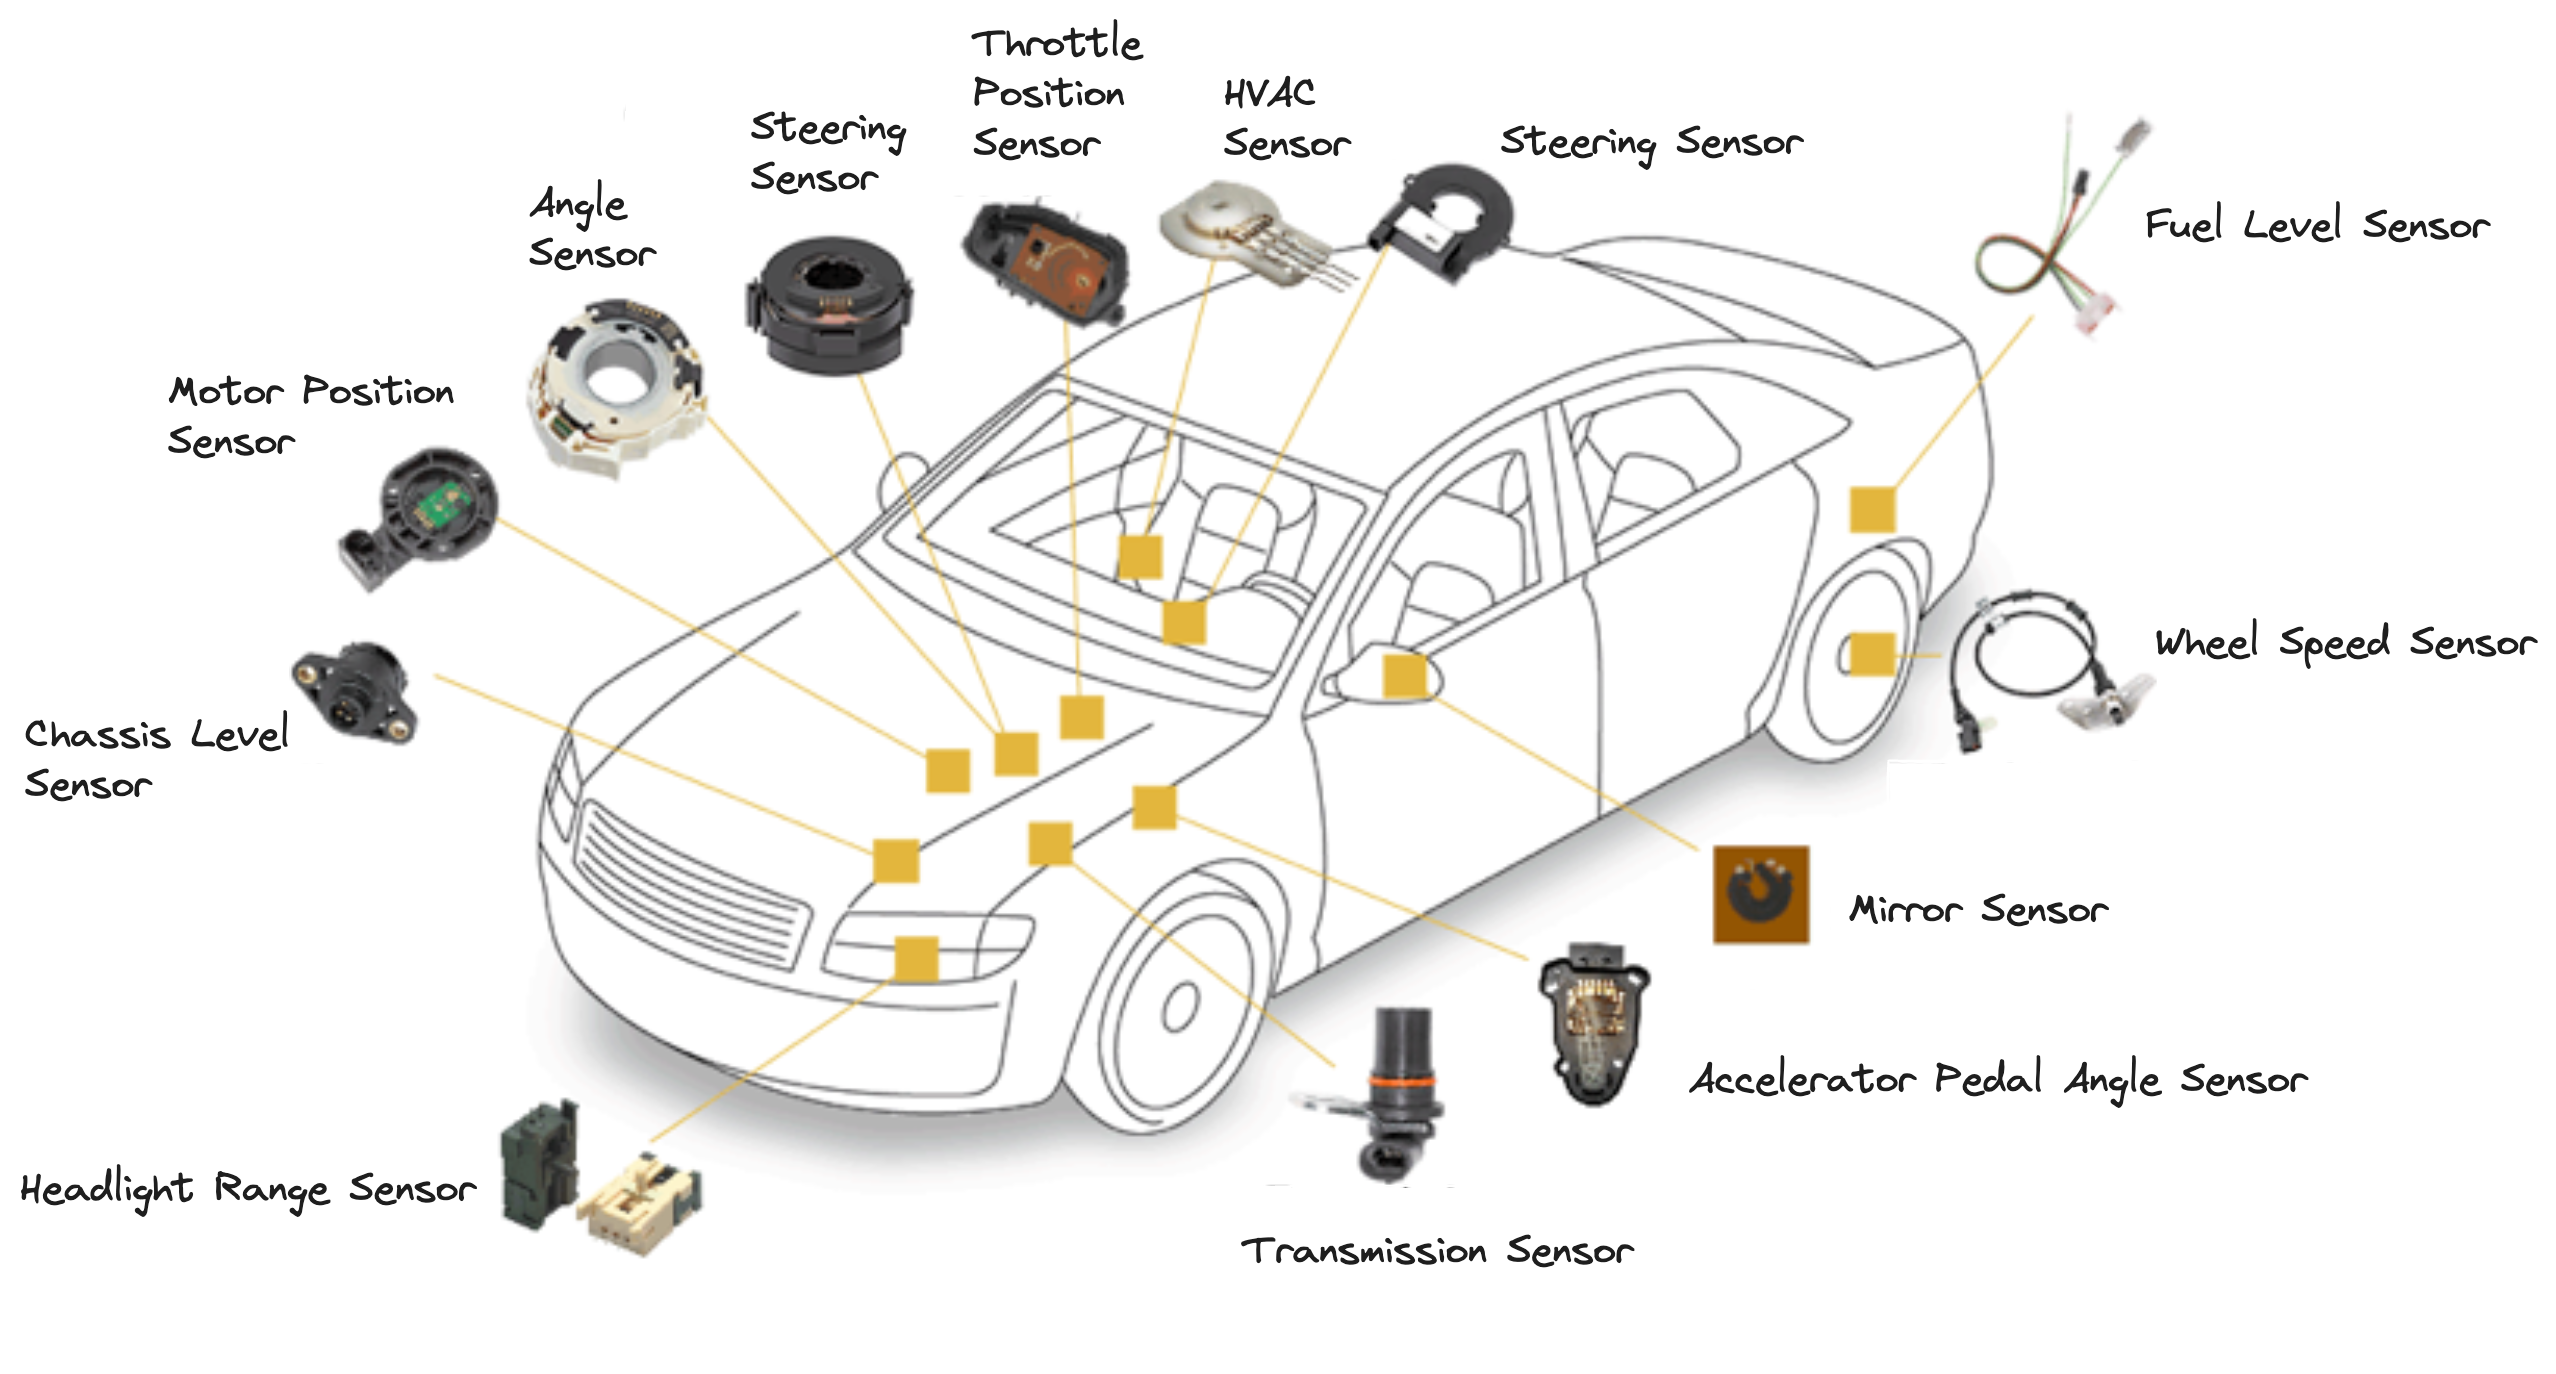 Throttle
Position
Sensor
HVAC
Sensor
Steering
Sensor
Steering Sensor
Angle
Sensor
Fuel Level Sensor
Motor Position
Sensor
Wheel Speed Sensor
Chassis Level
Sensor
Mirror Sensor
Accelerator Pedal Angle Sensor
Headlight Range Sensor
Transmission Sensor